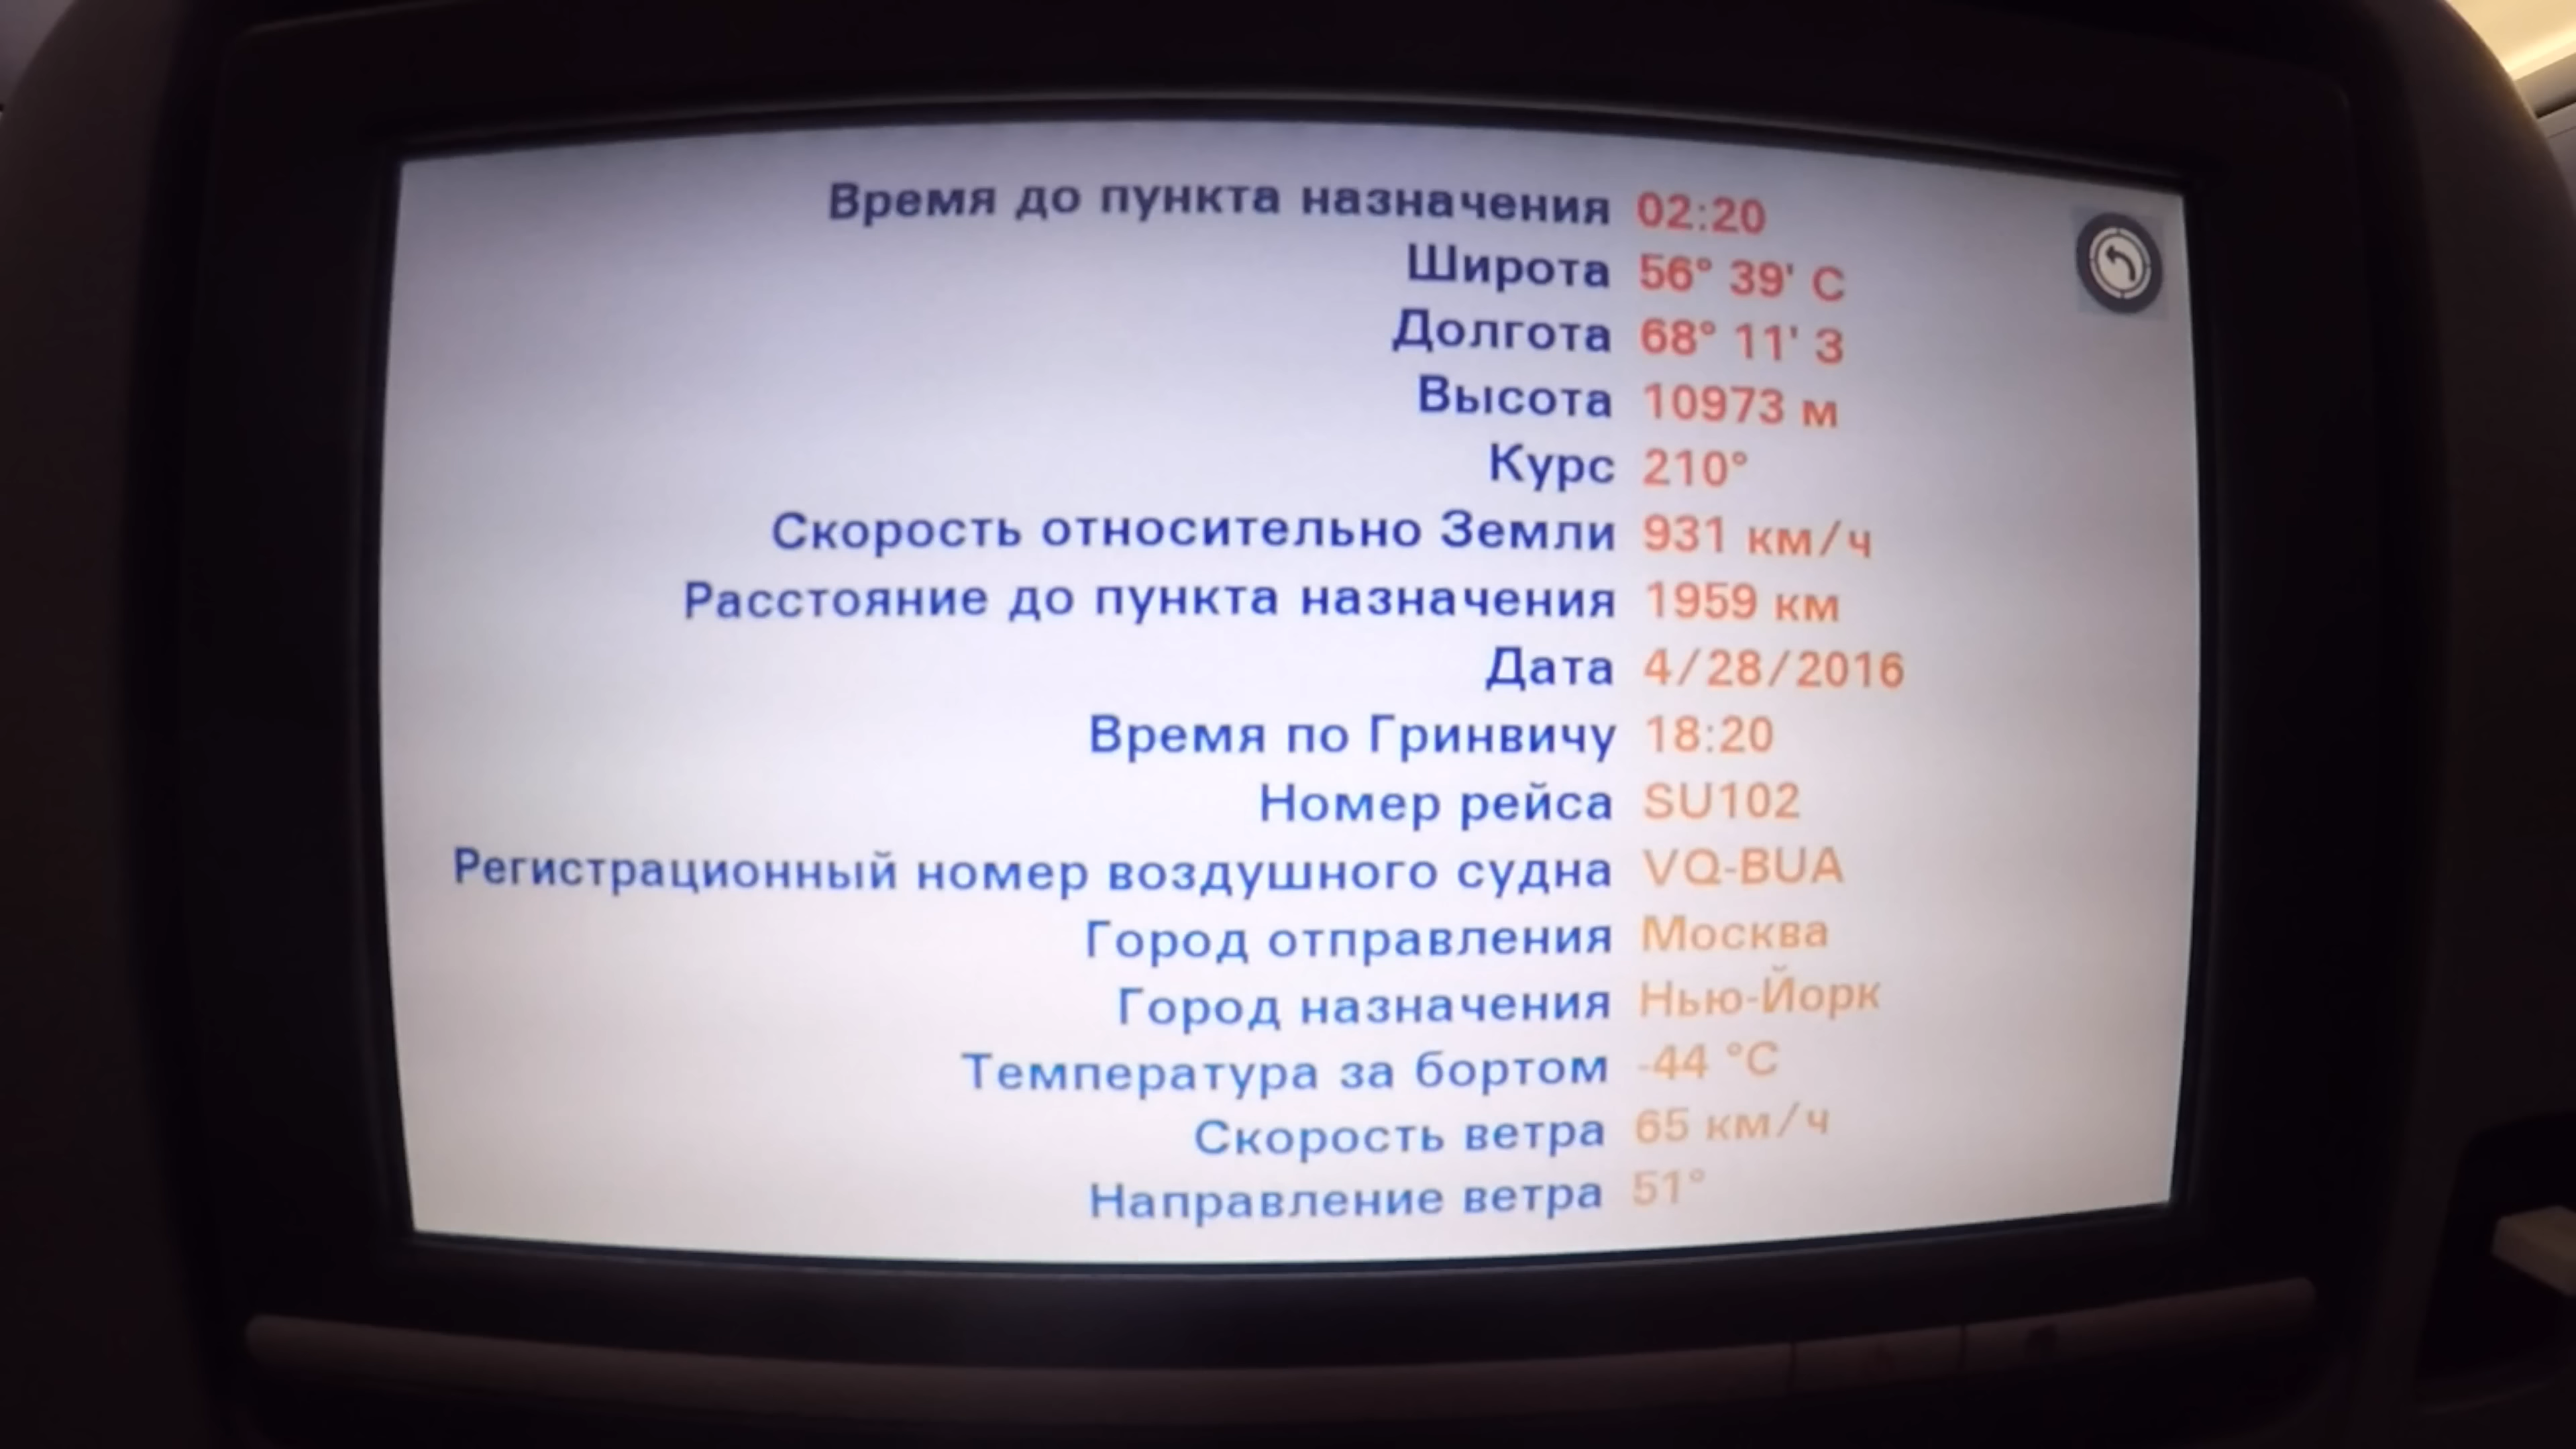 Время до пункта назначения 02:20
Широта 56° 39' С
Долгота 68° 11' З
Высота 10973 м
Курс 210°
Скорость относительно Земли 931 км/ч
Расстояние до пункта назначения 1959 км
Дата 4/28/2016
Время по Гринвичу 18:20
Номер рейса SU102
Регистрационный номер воздушного судна VQ-BUA
Город отправления Москва
Город назначения Нью-Йорк
Температура за бортом -44 °C
Скорость ветра 65 км/ч
Направление ветра 51°